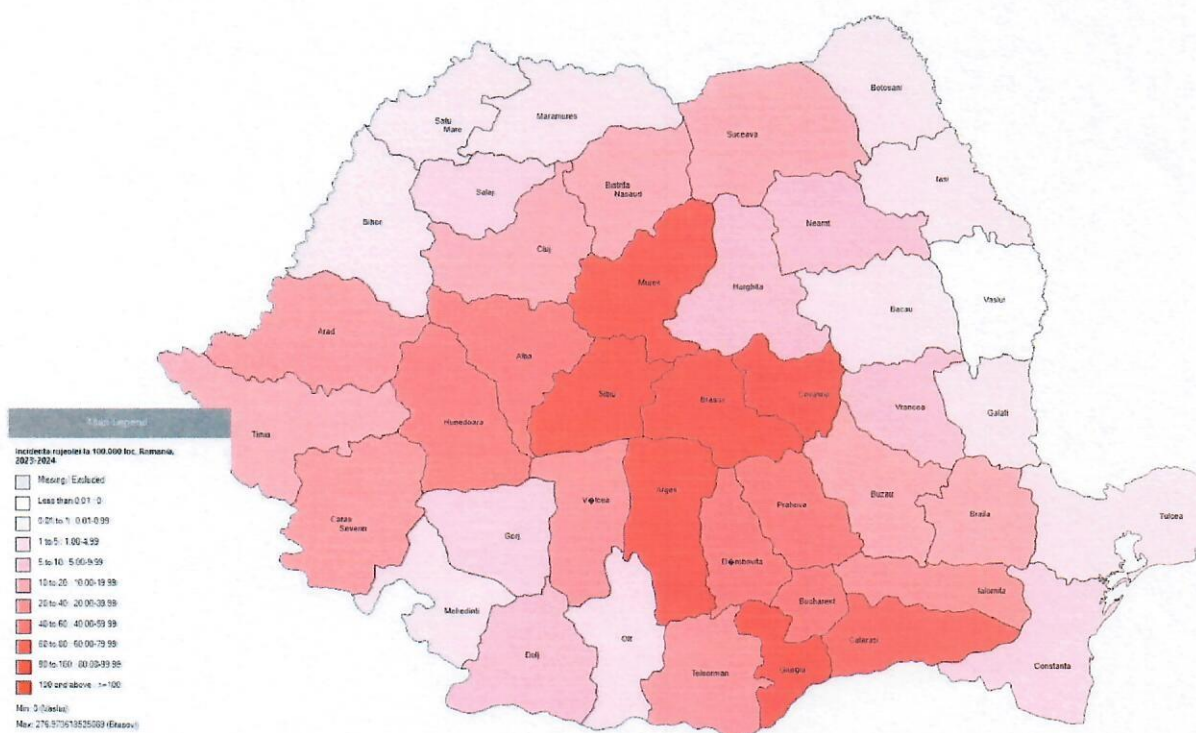 Botosani
Satu
Mare
Maramures
Suceava
Iasi
Bistrita
Nasaud
Salaj
Neamt
Bihor
Cluj
Mures
Harghita
Bacau
Vaslui
Arad
Alba
Sibiu
Brasov
Covasna
Vrancea
Galati
Timis
Hunedoara
Map Legend
Incidenta rujeolei la 100.000 loc, Romania,
2023-2024
Missing/ Excluded
Less than 0.01 : 0
0.01 to 1 : 0.01-0.99
1 to 5 : 1.00-4.99
5 to 10 : 5.00-9.99
10 to 20 : 10.00-19.99
20 to 40 : 20.00-39.99
40 to 60 : 40.00-59.99
60 to 80 : 60.00-79.99
80 to 100 : 80.00-99.99
100 and above : >=100
Min: 0 (Vaslui)
(Brasov)
Caras
Severin
Gorj
V�lcea
Arges
Prahova
Buzau
Braila
Tulcea
D�mbovita
Mehedinti
Olt
Bucharest
Ialomita
Calarasi
Dolj
Teleorman
Giurgiu
Constanta